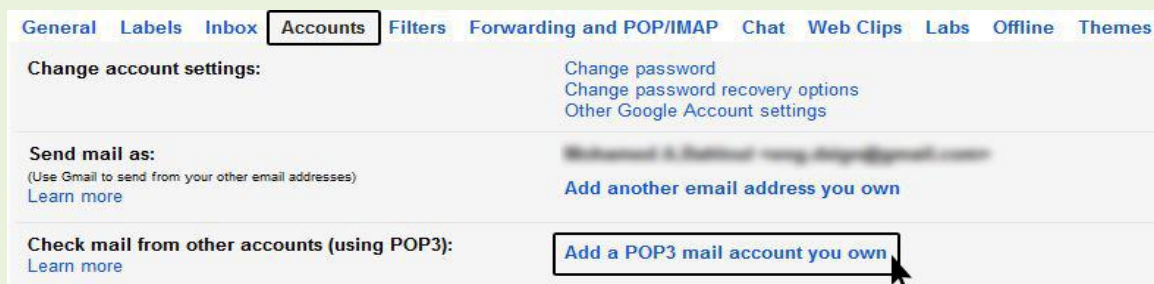 General Labels Inbox Accounts Filters Forwarding and POP/IMAP Chat Web Clips Labs Offline Themes
Change account settings:
Change password
Change password recovery options
Other Google Account settings
Send mail as:
(Use Gmail to send from your other email addresses)
Learn more
Add another email address you own
Check mail from other accounts (using POP3):
Learn more
Add a POP3 mail account you own